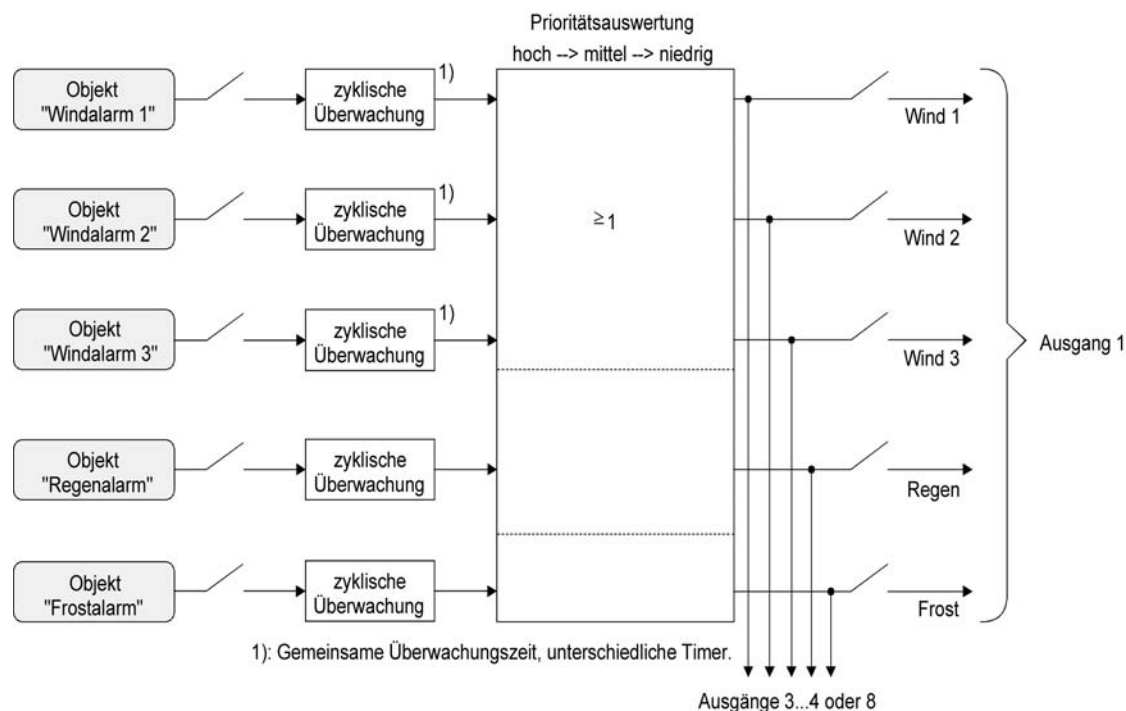 Prioritätsauswertung
hoch --> mittel --> niedrig
Objekt
"Windalarm 1"
zyklische
Überwachung
1)
Wind 1
Objekt
"Windalarm 2"
zyklische
Überwachung
1)
≥1
Wind 2
Objekt
"Windalarm 3"
zyklische
Überwachung
1)
Wind 3
Ausgang 1
Objekt
"Regenalarm"
zyklische
Überwachung
Regen
Objekt
"Frostalarm"
zyklische
Überwachung
Frost
1): Gemeinsame Überwachungszeit, unterschiedliche Timer.
Ausgänge 3...4 oder 8